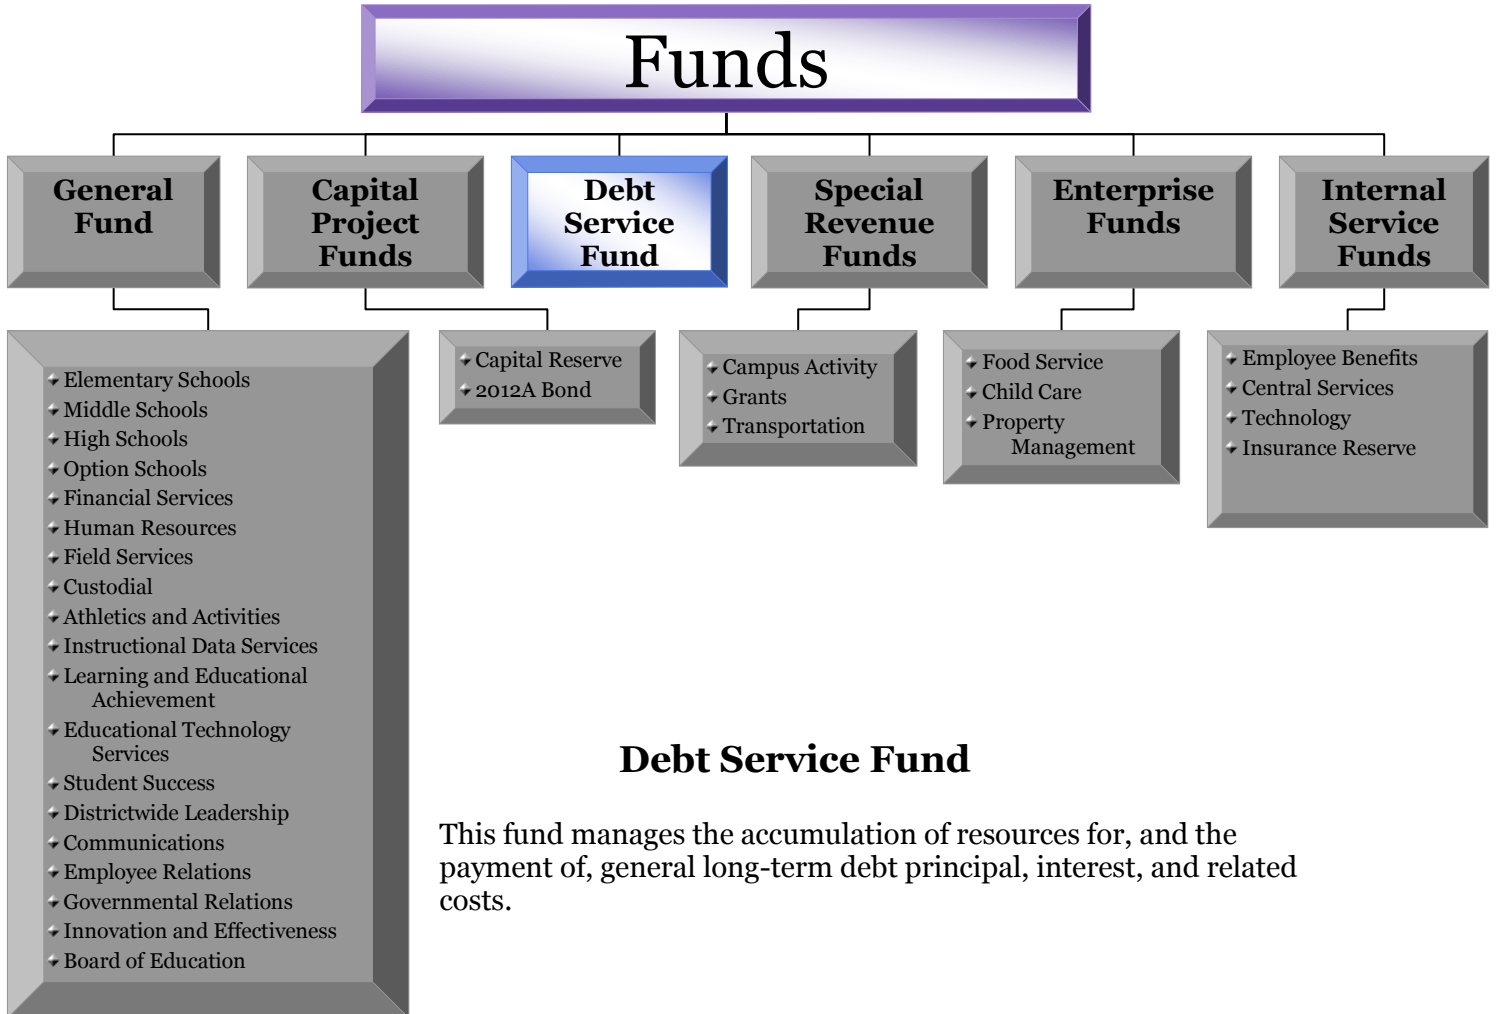 Funds
General
Fund
Capital
Project
Funds
Debt
Service
Fund
Special
Revenue
Funds
Enterprise
Funds
Internal
Service
Funds
Elementary Schools
Middle Schools
High Schools
Option Schools
Financial Services
Human Resources
Field Services
Custodial
Athletics and Activities
Instructional Data Services
Learning and Educational
Achievement
Educational Technology
Services
Student Success
Districtwide Leadership
Communications
Employee Relations
Governmental Relations
Innovation and Effectiveness
Board of Education
Capital Reserve
2012A Bond
Campus Activity
Grants
Transportation
Food Service
Child Care
Property
Management
Employee Benefits
Central Services
Technology
Insurance Reserve
Debt Service Fund
This fund manages the accumulation of resources for, and the
payment of, general long-term debt principal, interest, and related
costs.